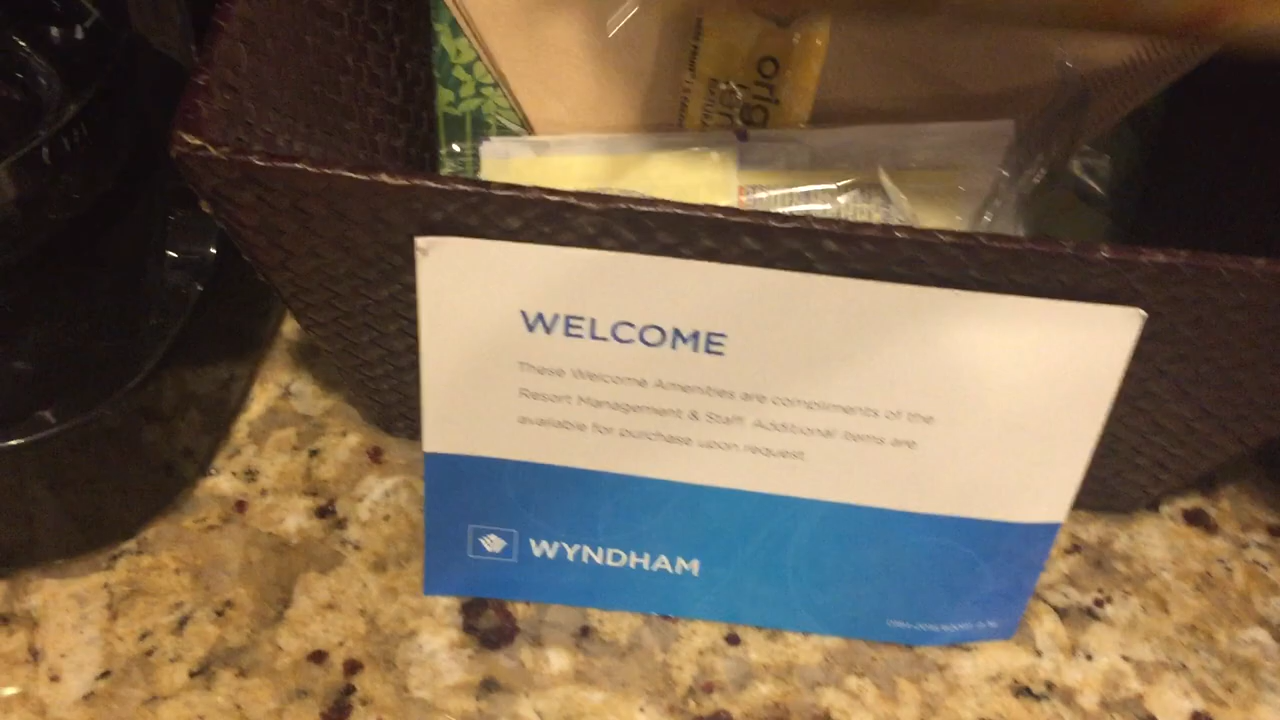 WELCOME
These Welcome Amenities are compliments of the
Resort Management & Staff. Additional items are
available for purchase upon request.
WYNDHAM